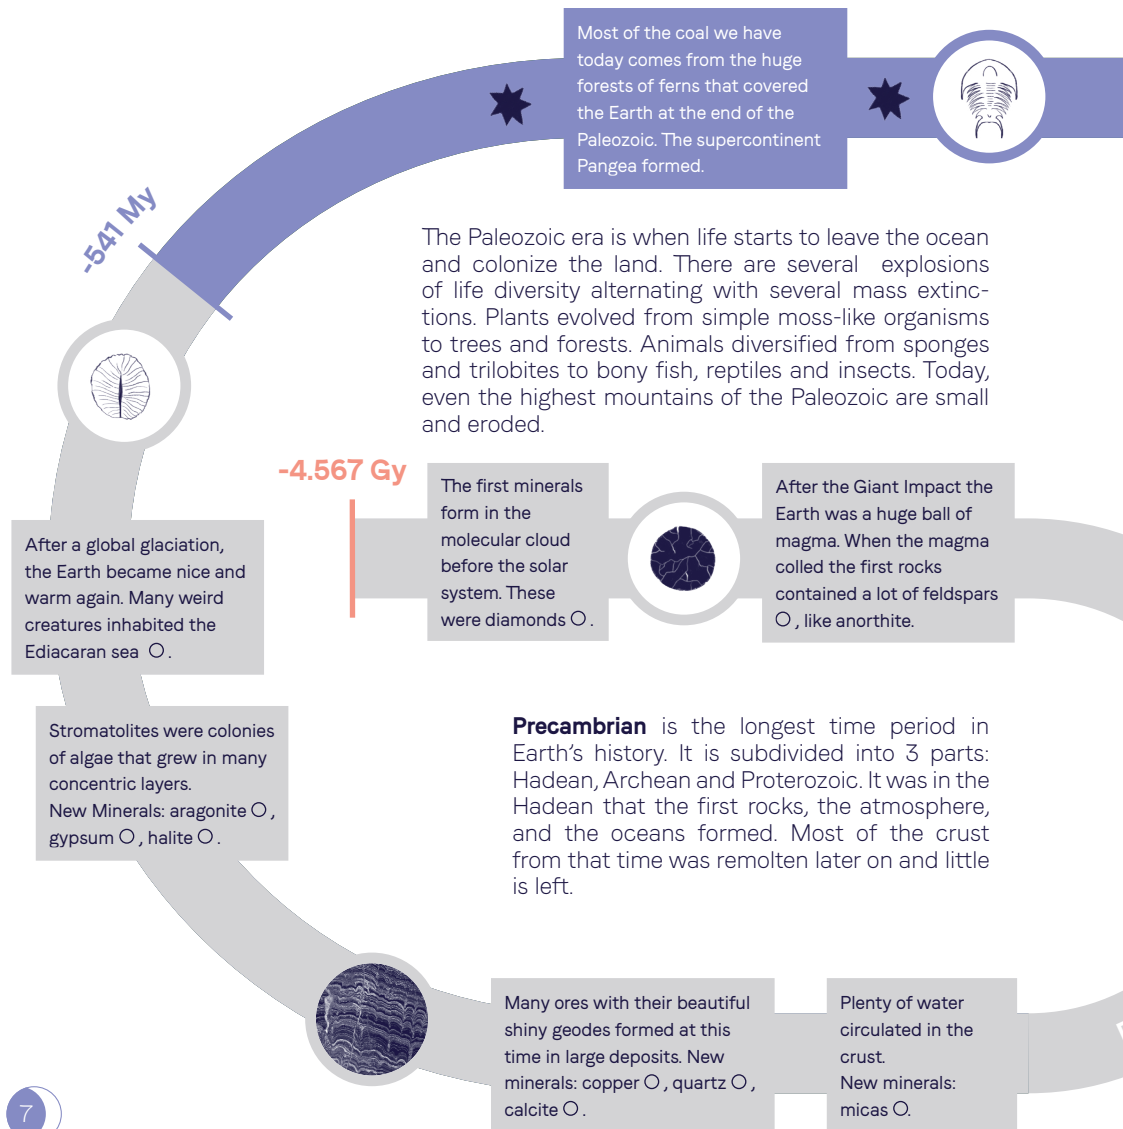 Most of the coal we have
today comes from the huge
forests of ferns that covered
the Earth at the end of the
Paleozoic. The supercontinent
Pangea formed.
-541 My
The Paleozoic era is when life starts to leave the ocean
and colonize the land. There are several explosions
of life diversity alternating with several mass extinc-
tions. Plants evolved from simple moss-like organisms
to trees and forests. Animals diversified from sponges
and trilobites to bony fish, reptiles and insects. Today,
even the highest mountains of the Paleozoic are small
and eroded.
-4.567 Gy
The first minerals
form in the
molecular cloud
before the solar
system. These
were diamonds ○.
After the Giant Impact the
Earth was a huge ball of
magma. When the magma
colled the first rocks
contained a lot of feldspars
○, like anorthite.
After a global glaciation,
the Earth became nice and
warm again. Many weird
creatures inhabited the
Ediacaran sea ○.
Stromatolites were colonies
of algae that grew in many
concentric layers.
New Minerals: aragonite ○,
gypsum ○, halite ○.
Precambrian is the longest time period in
Earth's history. It is subdivided into 3 parts:
Hadean, Archean and Proterozoic. It was in the
Hadean that the first rocks, the atmosphere,
and the oceans formed. Most of the crust
from that time was remolten later on and little
is left.
Many ores with their beautiful
shiny geodes formed at this
time in large deposits. New
minerals: copper ○, quartz ○,
calcite ○.
Plenty of water
circulated in the
crust.
New minerals:
micas ○.
7